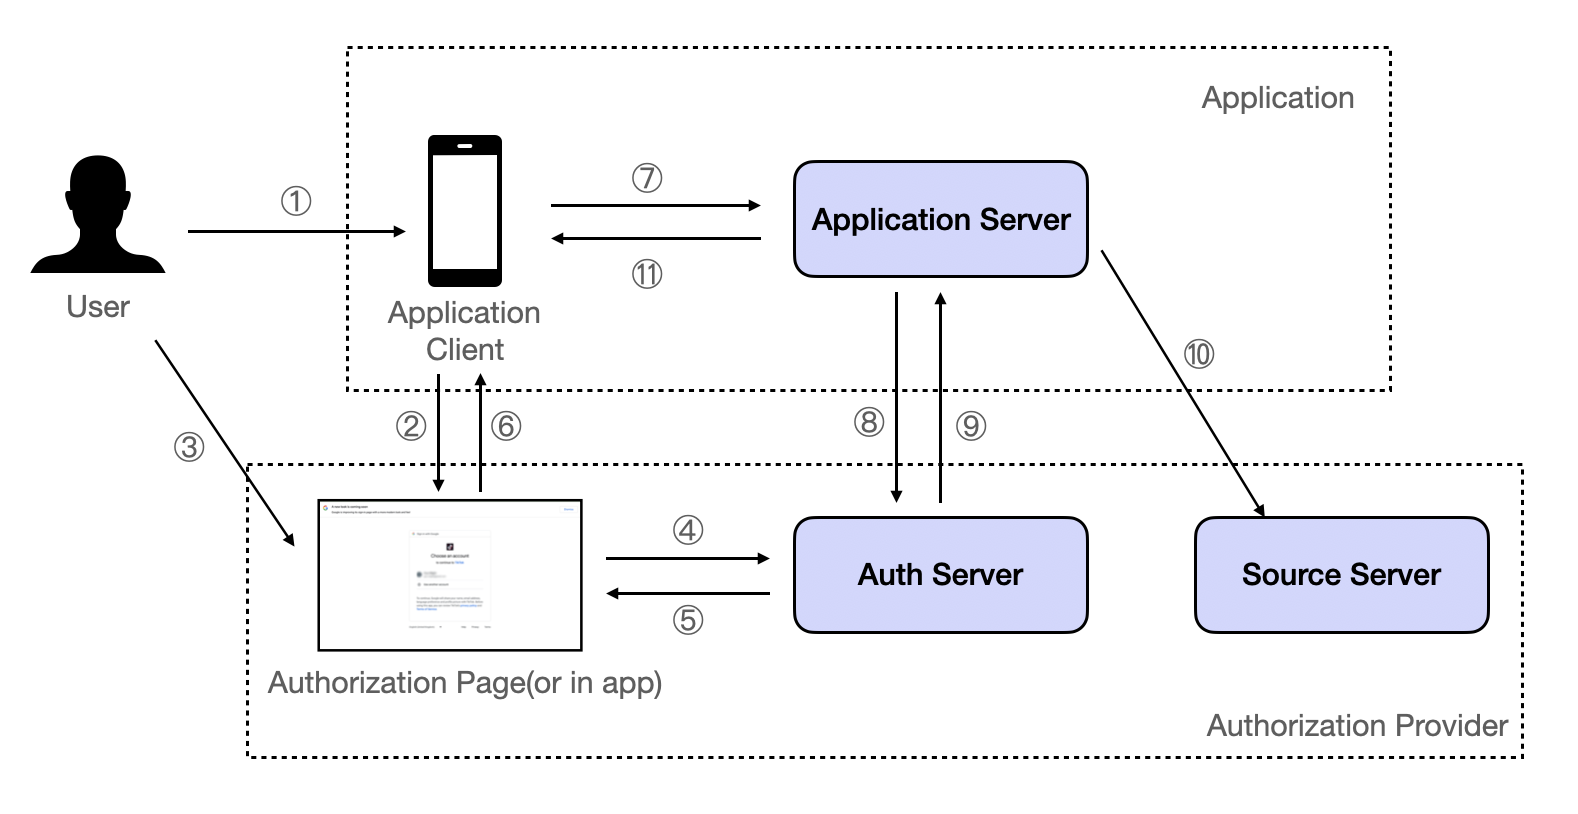 Application
①
⑦
Application Server
⑪
User
Application
Client
⑩
②
⑥
⑧
⑨
③
④
Choose an account
Auth Server
Source Server
⑤
Authorization Page(or in app)
Authorization Provider